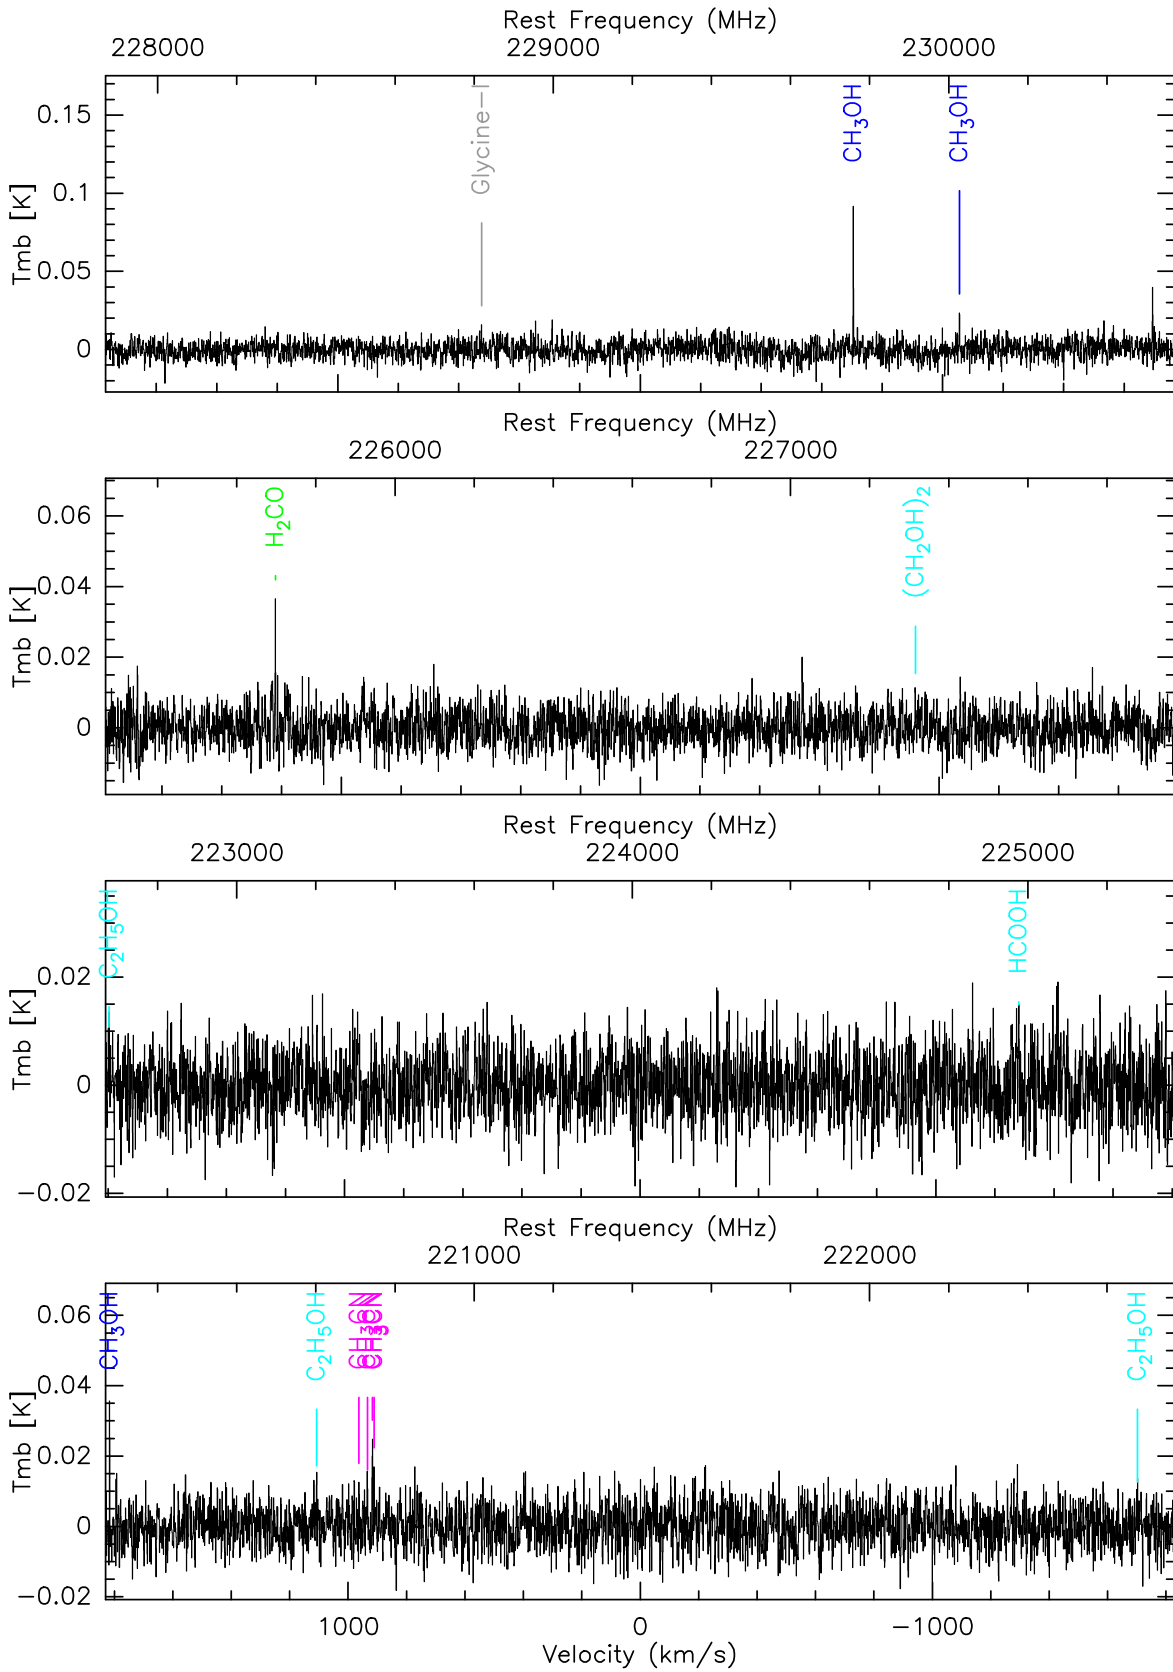 Rest Frequency (MHz)
228000 229000 230000
Glycine−I
CH₃OH
CH₃OH
0.15
0.1
0.05
0
Tmb [K]
Rest Frequency (MHz)
226000 227000
H₂CO
(CH₂OH)₂
0.06
0.04
0.02
0
Tmb [K]
Rest Frequency (MHz)
223000 224000 225000
C₂H₅OH
HCOOH
0.02
0
−0.02
Tmb [K]
Rest Frequency (MHz)
221000 222000
CH₃OH
C₂H₅OH
CH₃CN
CH₃CN
C₂H₅OH
0.06
0.04
0.02
0
−0.02
Tmb [K]
1000 0 −1000
Velocity (km/s)